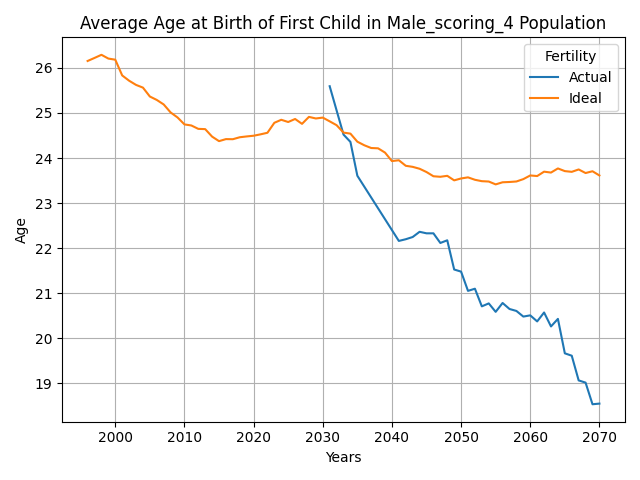 Average Age at Birth of First Child in Male_scoring_4 Population
Fertility
Actual
Ideal
Age
26
25
24
23
22
21
20
19
2000 2010 2020 2030 2040 2050 2060 2070
Years